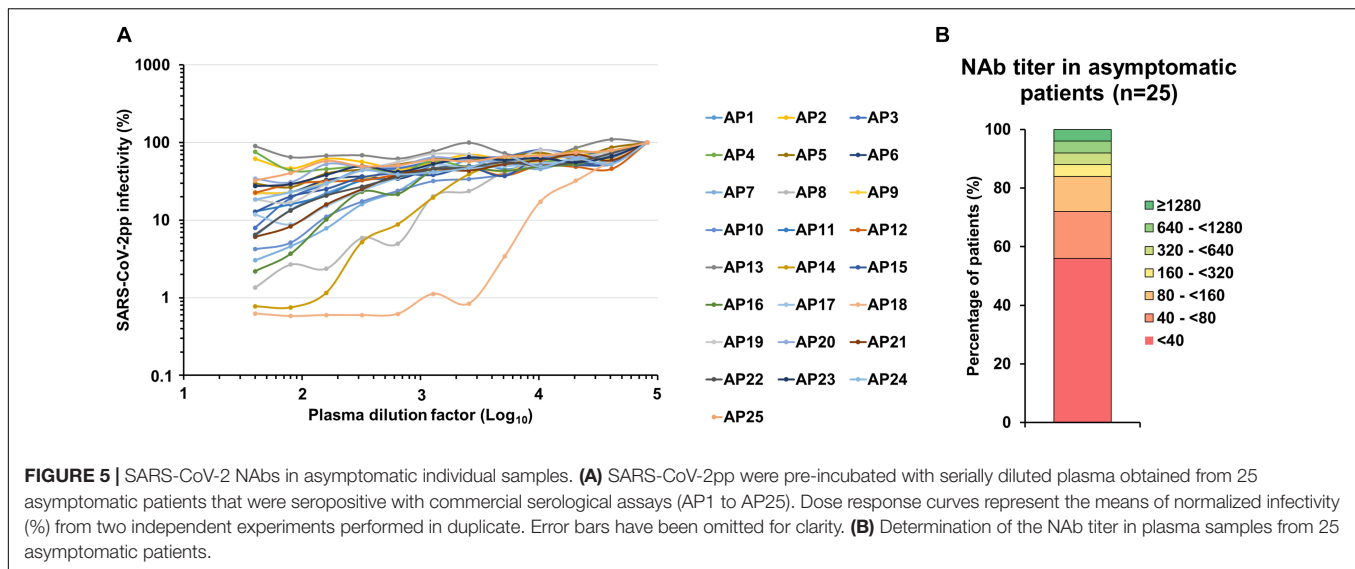 A
SARS-CoV-2pp infectivity (%)
1000
100
10
1
0.1
1 2 3 4 5
Plasma dilution factor (Log10)
AP1 AP2 AP3
AP4 AP5 AP6
AP7 AP8 AP9
AP10 AP11 AP12
AP13 AP14 AP15
AP16 AP17 AP18
AP19 AP20 AP21
AP22 AP23 AP24
AP25
B
NAb titer in asymptomatic
patients (n=25)
Percentage of patients (%)
100
80
60
40
20
0
≥1280
640 - <1280
320 - <640
160 - <320
80 - <160
40 - <80
<40
FIGURE 5 | SARS-CoV-2 NAbs in asymptomatic individual samples. (A) SARS-CoV-2pp were pre-incubated with serially diluted plasma obtained from 25
asymptomatic patients that were seropositive with commercial serological assays (AP1 to AP25). Dose response curves represent the means of normalized infectivity
(%) from two independent experiments performed in duplicate. Error bars have been omitted for clarity. (B) Determination of the NAb titer in plasma samples from 25
asymptomatic patients.